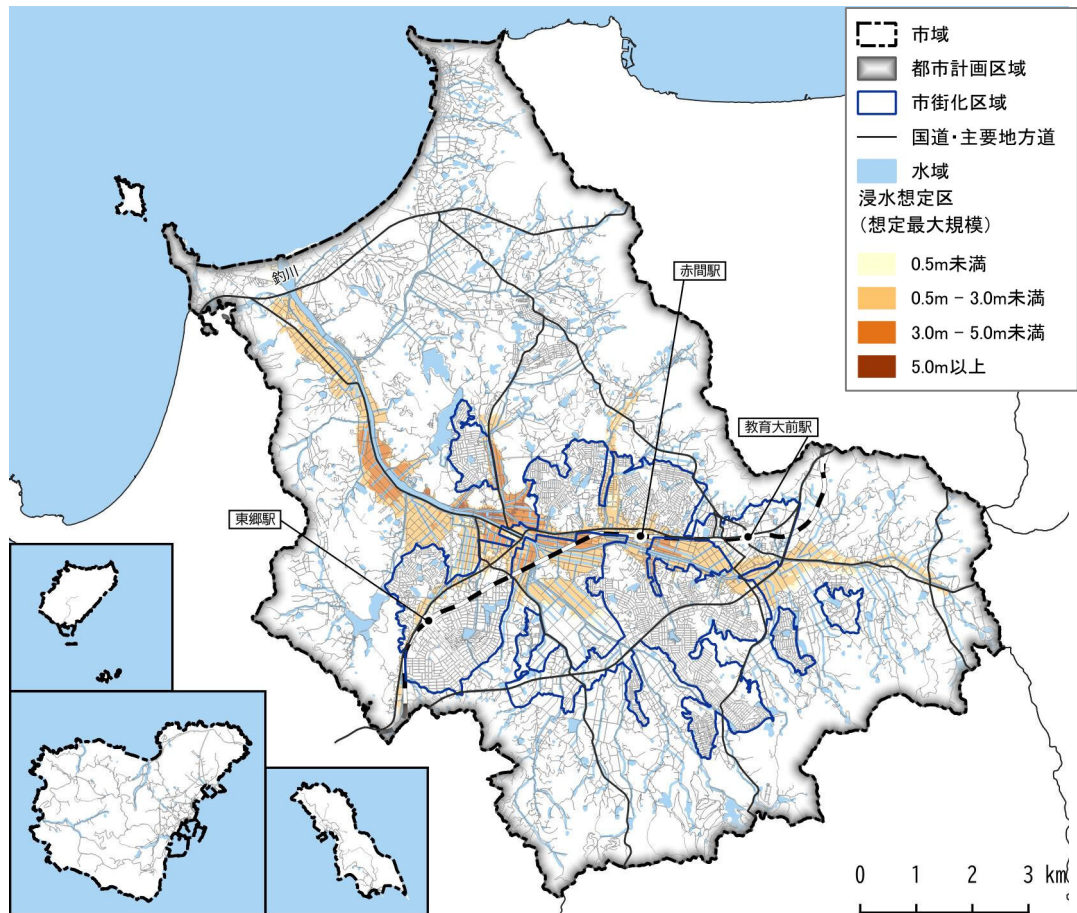 市域
都市計画区域
市街化区域
国道・主要地方道
水域
浸水想定区
(想定最大規模)
0.5m未満
0.5m − 3.0m未満
3.0m − 5.0m未満
5.0m以上
釣川
赤間駅
教育大前駅
東郷駅
0 1 2 3 km